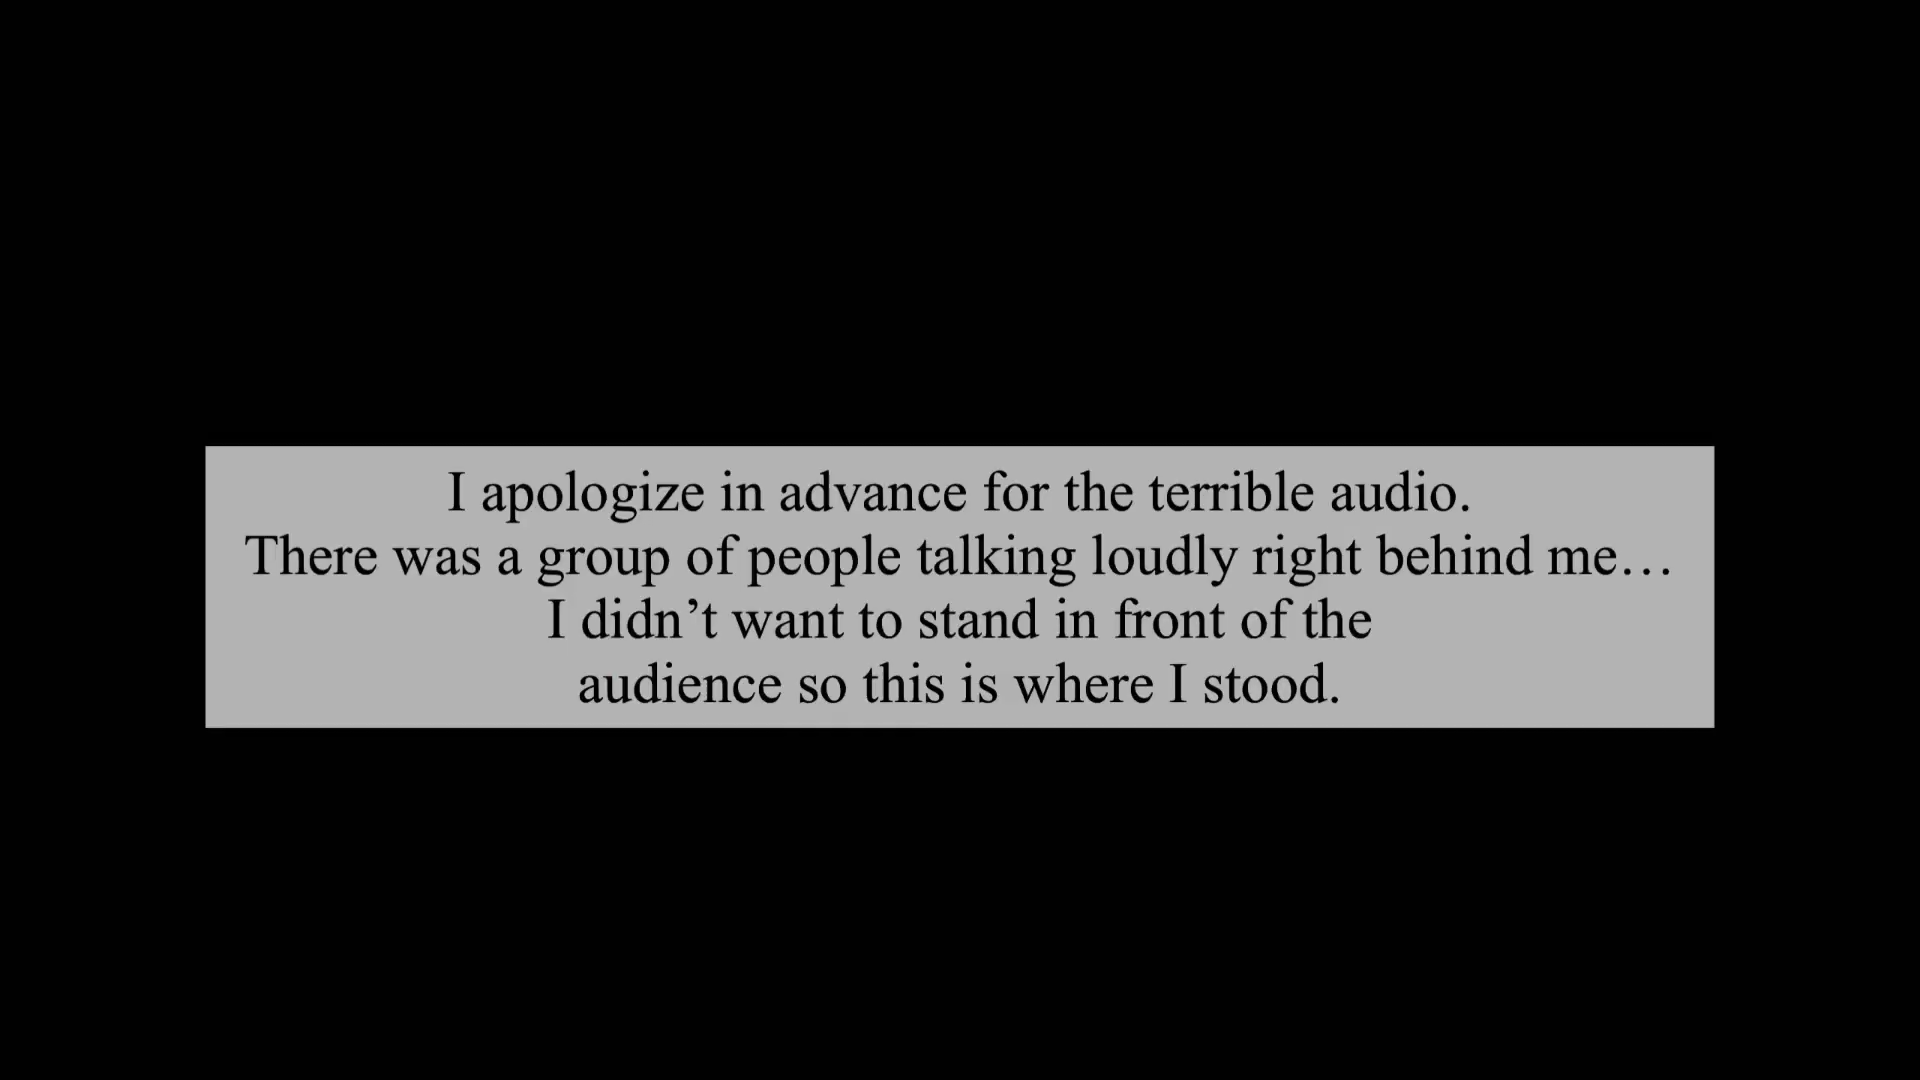 I apologize in advance for the terrible audio.
There was a group of people talking loudly right behind me…
I didn’t want to stand in front of the
audience so this is where I stood.